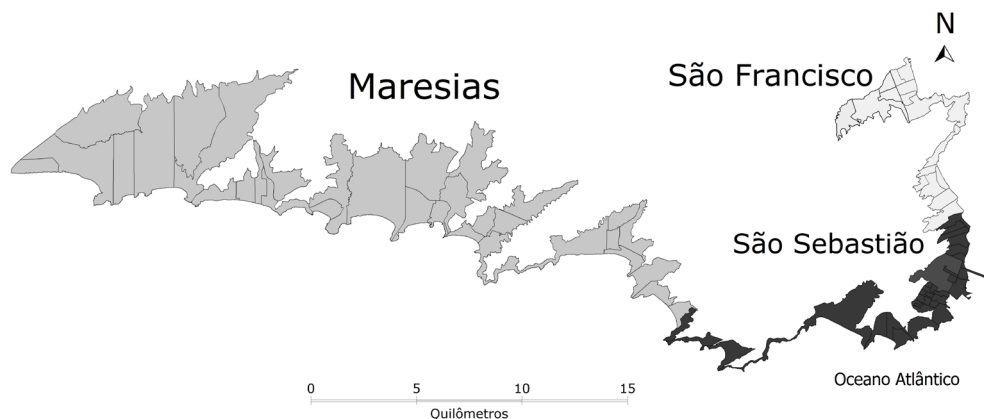 N
São Francisco
Maresias
São Sebastião
Oceano Atlântico
0 5 10 15
Quilômetros